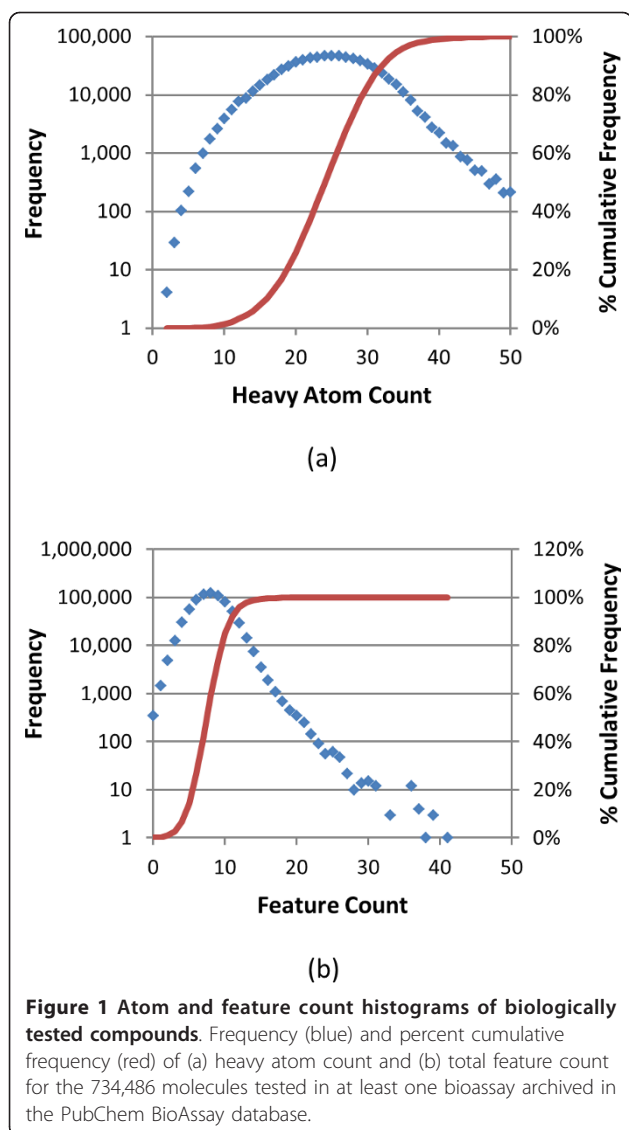 100,000
10,000
1,000
100
10
1
Frequency
100%
80%
60%
40%
20%
0%
% Cumulative Frequency
0 10 20 30 40 50
Heavy Atom Count
(a)
1,000,000
100,000
10,000
1,000
100
10
1
Frequency
120%
100%
80%
60%
40%
20%
0%
% Cumulative Frequency
0 10 20 30 40 50
Feature Count
(b)
Figure 1 Atom and feature count histograms of biologically
tested compounds. Frequency (blue) and percent cumulative
frequency (red) of (a) heavy atom count and (b) total feature count
for the 734,486 molecules tested in at least one bioassay archived in
the PubChem BioAssay database.